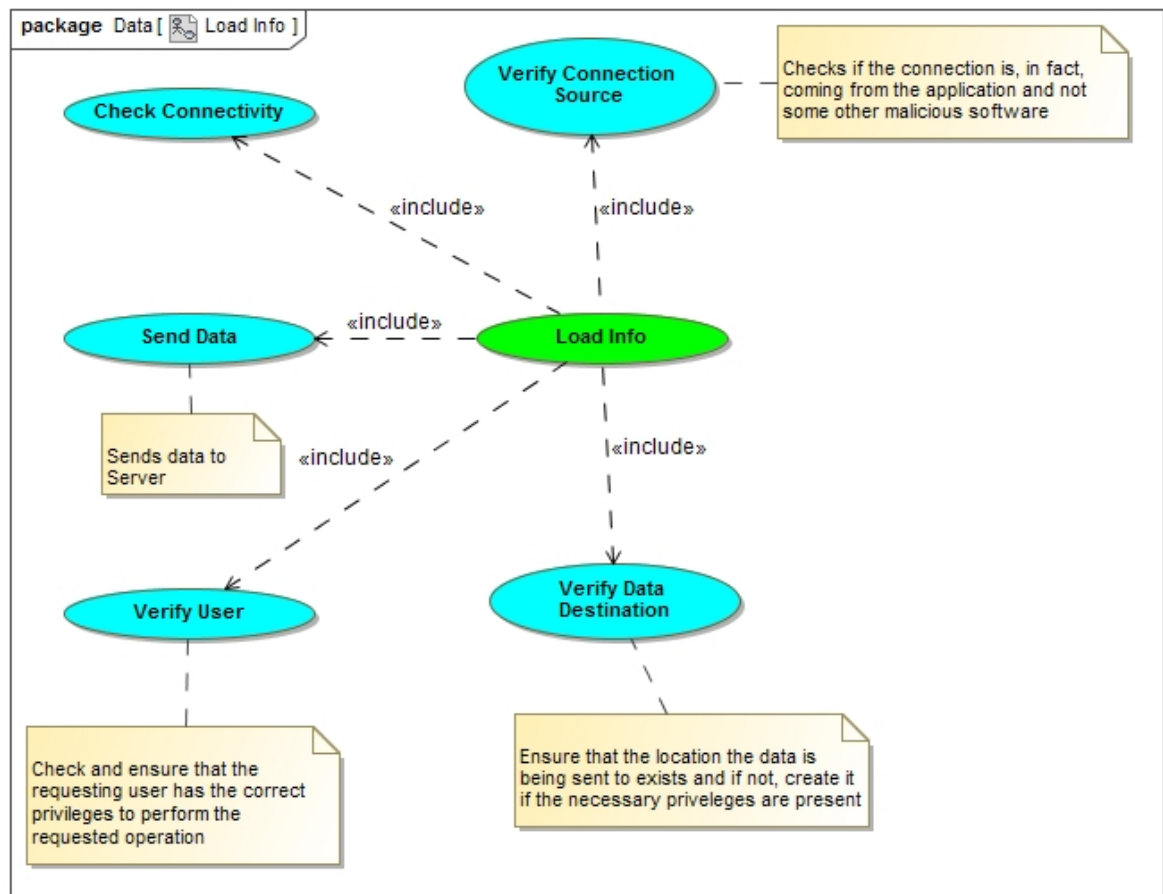 package Data [ Load Info ]
Verify Connection
Source
Checks if the connection is, in fact,
coming from the application and not
some other malicious software
Check Connectivity
«include»
«include»
Send Data
«include»
Load Info
Sends data to
Server
«include»
«include»
Verify User
Verify Data
Destination
Check and ensure that the
requesting user has the correct
privileges to perform the
requested operation
Ensure that the location the data is
being sent to exists and if not, create it
if the necessary priveleges are present